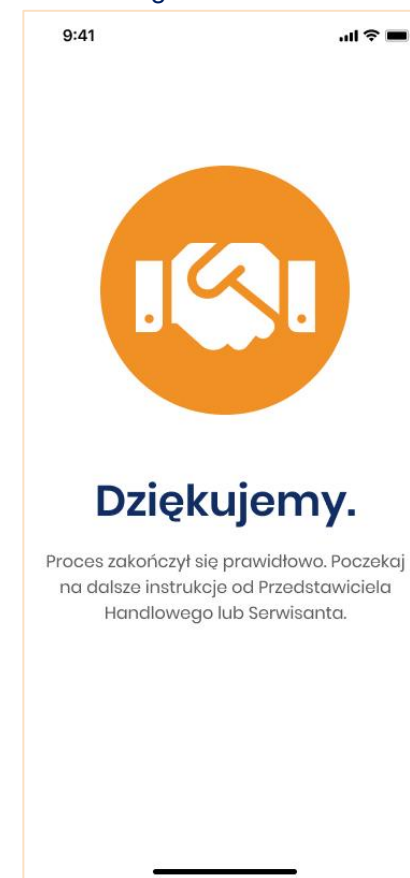 9:41
Dziękujemy.
Proces zakończył się prawidłowo. Poczekaj
na dalsze instrukcje od Przedstawiciela
Handlowego lub Serwisanta.